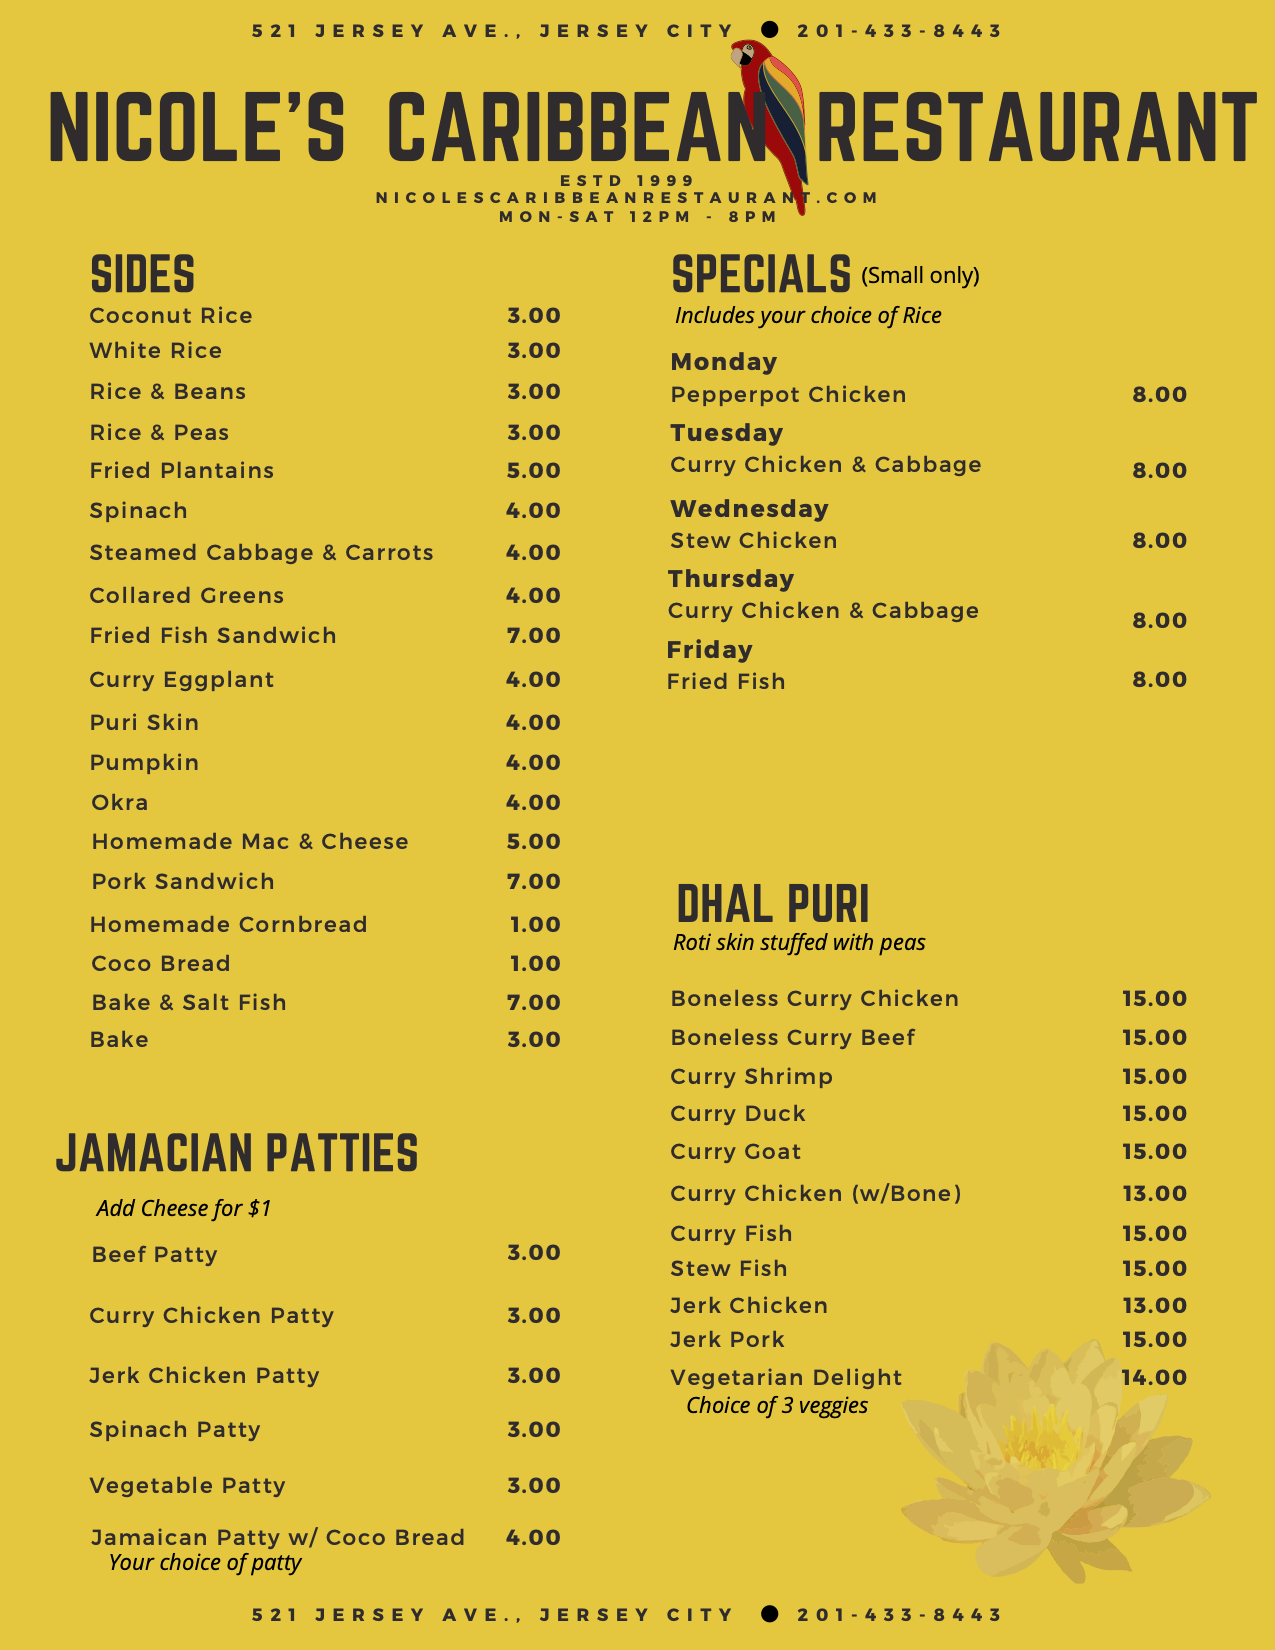 521 JERSEY AVE., JERSEY CITY ● 201-433-8443
NICOLE'S CARIBBEAN RESTAURANT
ESTD 1999
NICOLESCARIBBEANRESTAURANT.COM
MON-SAT 12PM - 8PM
SIDES
Coconut Rice 3.00
White Rice 3.00
Rice & Beans 3.00
Rice & Peas 3.00
Fried Plantains 5.00
Spinach 4.00
Steamed Cabbage & Carrots 4.00
Collared Greens 4.00
Fried Fish Sandwich 7.00
Curry Eggplant 4.00
Puri Skin 4.00
Pumpkin 4.00
Okra 4.00
Homemade Mac & Cheese 5.00
Pork Sandwich 7.00
Homemade Cornbread 1.00
Coco Bread 1.00
Bake & Salt Fish 7.00
Bake 3.00
JAMACIAN PATTIES
Add Cheese for $1
Beef Patty 3.00
Curry Chicken Patty 3.00
Jerk Chicken Patty 3.00
Spinach Patty 3.00
Vegetable Patty 3.00
Jamaican Patty w/ Coco Bread 4.00
Your choice of patty
SPECIALS (Small only)
Includes your choice of Rice
Monday
Pepperpot Chicken 8.00
Tuesday
Curry Chicken & Cabbage 8.00
Wednesday
Stew Chicken 8.00
Thursday
Curry Chicken & Cabbage 8.00
Friday
Fried Fish 8.00
DHAL PURI
Roti skin stuffed with peas
Boneless Curry Chicken 15.00
Boneless Curry Beef 15.00
Curry Shrimp 15.00
Curry Duck 15.00
Curry Goat 15.00
Curry Chicken (w/Bone) 13.00
Curry Fish 15.00
Stew Fish 15.00
Jerk Chicken 13.00
Jerk Pork 15.00
Vegetarian Delight 14.00
Choice of 3 veggies
521 JERSEY AVE., JERSEY CITY ● 201-433-8443